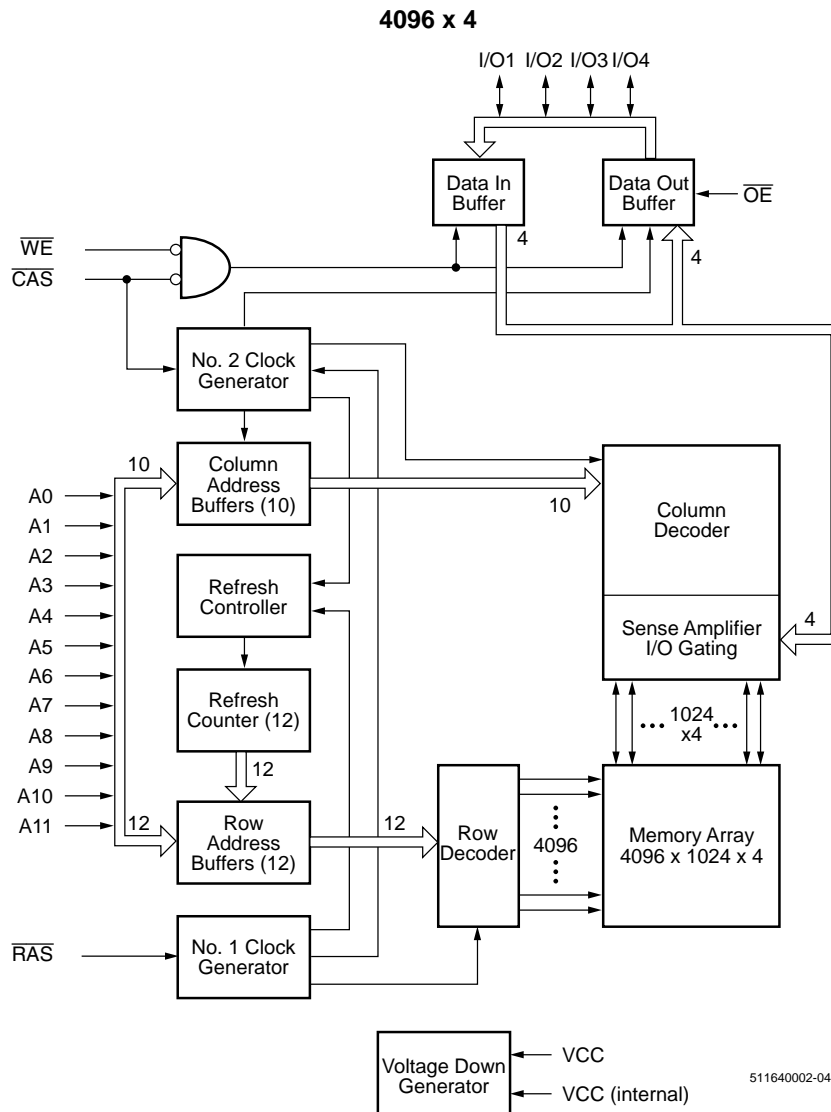 4096 x 4
I/O1 I/O2 I/O3 I/O4
Data In
Buffer
Data Out
Buffer
OE
WE
CAS
4
4
No. 2 Clock
Generator
10
Column
Address
Buffers (10)
10
Column
Decoder
A0
A1
A2
A3
A4
A5
A6
A7
A8
A9
A10
A11
Refresh
Controller
4
Sense Amplifier
I/O Gating
Refresh
Counter (12)
••• 1024 •••
x4
12
12
Row
Address
Buffers (12)
12
Row
Decoder
4096
Memory Array
4096 x 1024 x 4
RAS
No. 1 Clock
Generator
Voltage Down
Generator
VCC
VCC (internal)
511640002-04